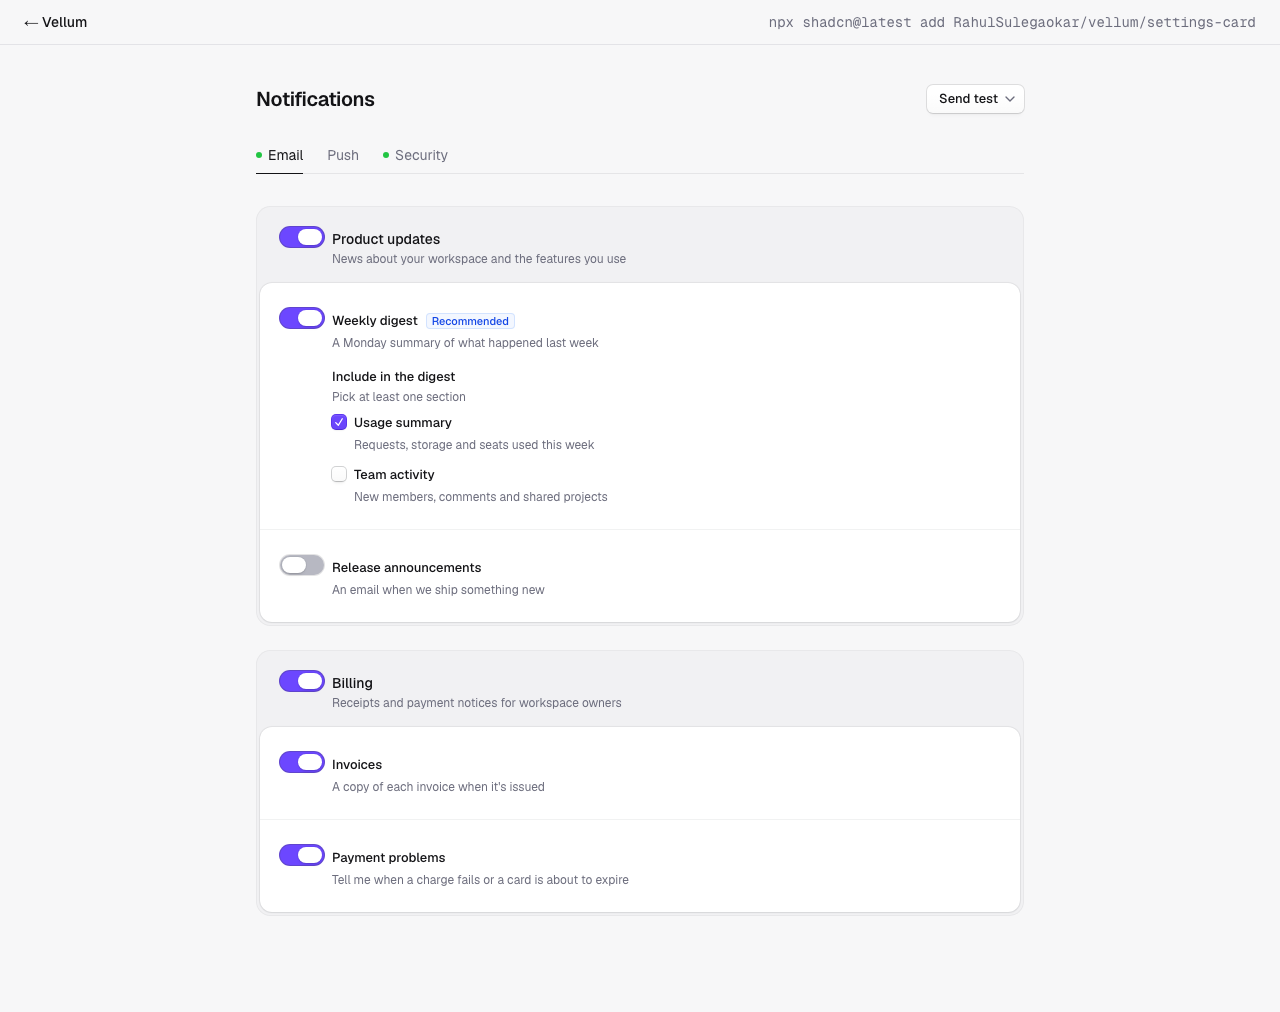 ← Vellum
npx shadcn@latest add RahulSulegaokar/vellum/settings-card
Notifications
Send test
Email Push Security
Product updates
News about your workspace and the features you use
Weekly digest Recommended
A Monday summary of what happened last week
Include in the digest
Pick at least one section
Usage summary
Requests, storage and seats used this week
Team activity
New members, comments and shared projects
Release announcements
An email when we ship something new
Billing
Receipts and payment notices for workspace owners
Invoices
A copy of each invoice when it's issued
Payment problems
Tell me when a charge fails or a card is about to expire